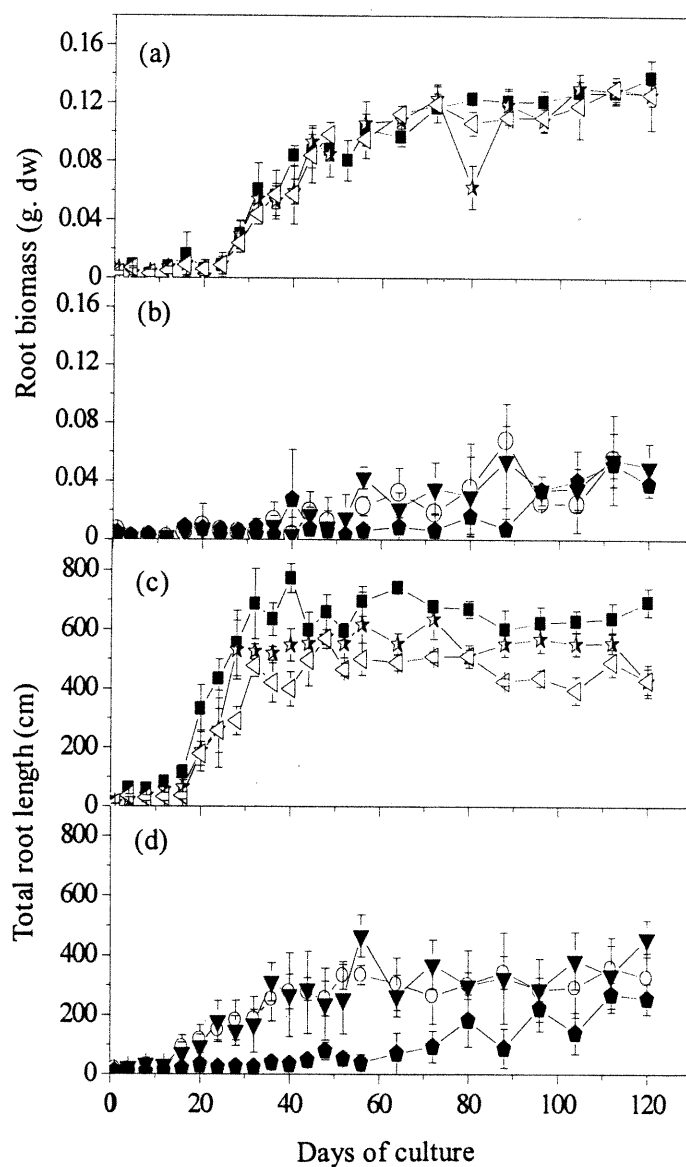 Root biomass (g. dw)
0.16
(a)
0.12
0.08
0.04
0
0.16
(b)
0.12
0.08
0.04
0
Total root length (cm)
800
(c)
600
400
200
0
800
(d)
600
400
200
0
0 20 40 60 80 100 120
Days of culture